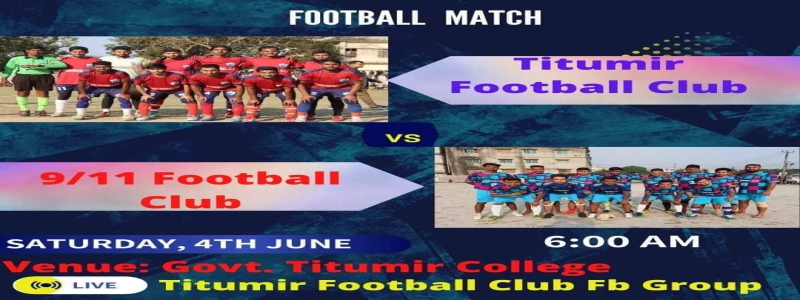 FOOTBALL MATCH
Titumir
Football Club
VS
9/11 Football
Club
SATURDAY, 4TH JUNE
6:00 AM
Venue: Govt. Titumir College
LIVE
Titumir Football Club Fb Group